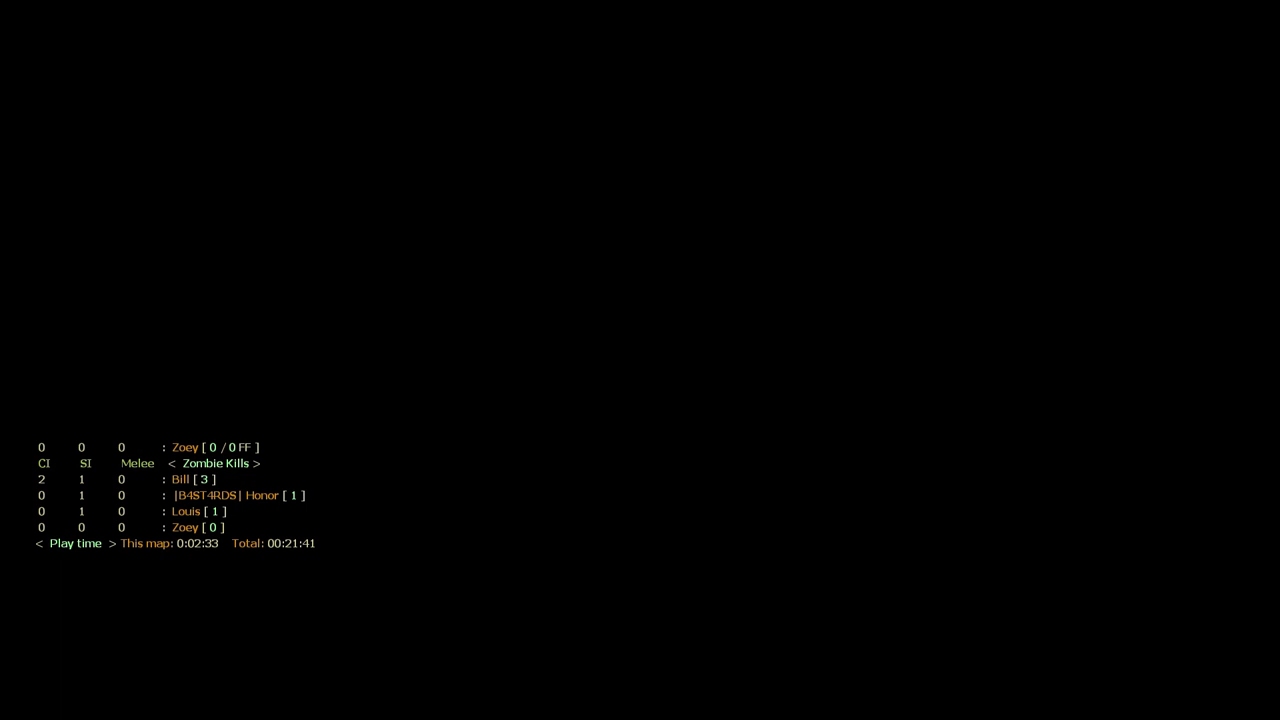 0 0 0 : Zoey [ 0 / 0 FF ]
CI SI Melee < Zombie Kills >
2 1 0 : Bill [ 3 ]
0 1 0 : |B4ST4RDS| Honor [ 1 ]
0 1 0 : Louis [ 1 ]
0 0 0 : Zoey [ 0 ]
< Play time > This map: 0:02:33 Total: 00:21:41